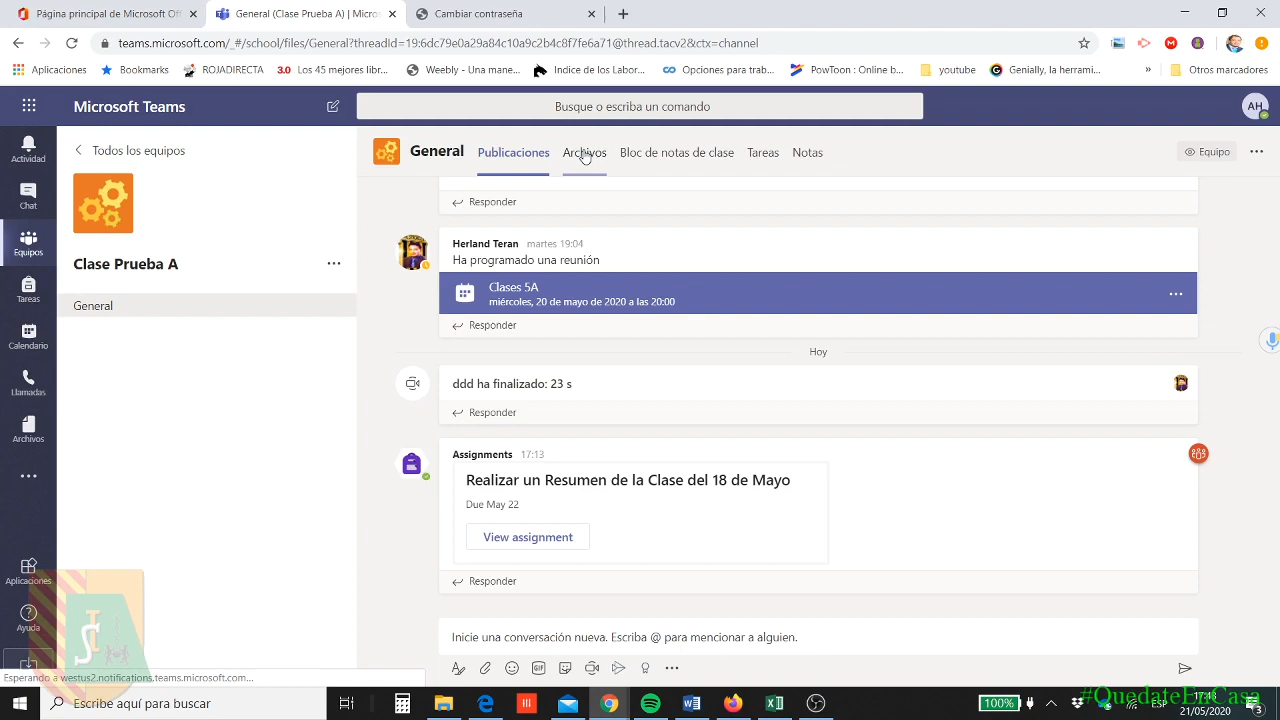 Página principal de Microsoft Off
General (Clase Prueba A) | Micros
Cambiar contraseña
teams.microsoft.com/_#/school/files/General?threadId=19:6dc79e0a29a84c10a9c2b4c8f7fe6a71@thread.tacv2&ctx=channel
Aplicaciones
Bookmarks
ROJADIRECTA
3.0 Los 45 mejores libr...
Weebly - Una mane...
Indice de los Labor...
Opciones para trab...
PowToon : Online b...
youtube
Genially, la herrami...
»
Otros marcadores
Microsoft Teams
Busque o escriba un comando
AH
Actividad
Chat
Equipos
Tareas
Calendario
Llamadas
Archivos
Aplicaciones
Ayuda
Todos los equipos
Clase Prueba A
General
General
Publicaciones
Archivos
Bloc de notas de clase
Tareas
Notas
Equipo
Responder
Herland Teran martes 19:04
Ha programado una reunión
Clases 5A
miércoles, 20 de mayo de 2020 a las 20:00
Responder
Hoy
ddd ha finalizado: 23 s
Responder
Assignments 17:13
Realizar un Resumen de la Clase del 18 de Mayo
Due May 22
View assignment
Responder
Inicie una conversación nueva. Escriba @ para mencionar a alguien.
GIF
Esperando a westus2.notifications.teams.microsoft.com...
Escribe aquí para buscar
100%
ESP
21/05/2020
3
#QuedateEnCasa